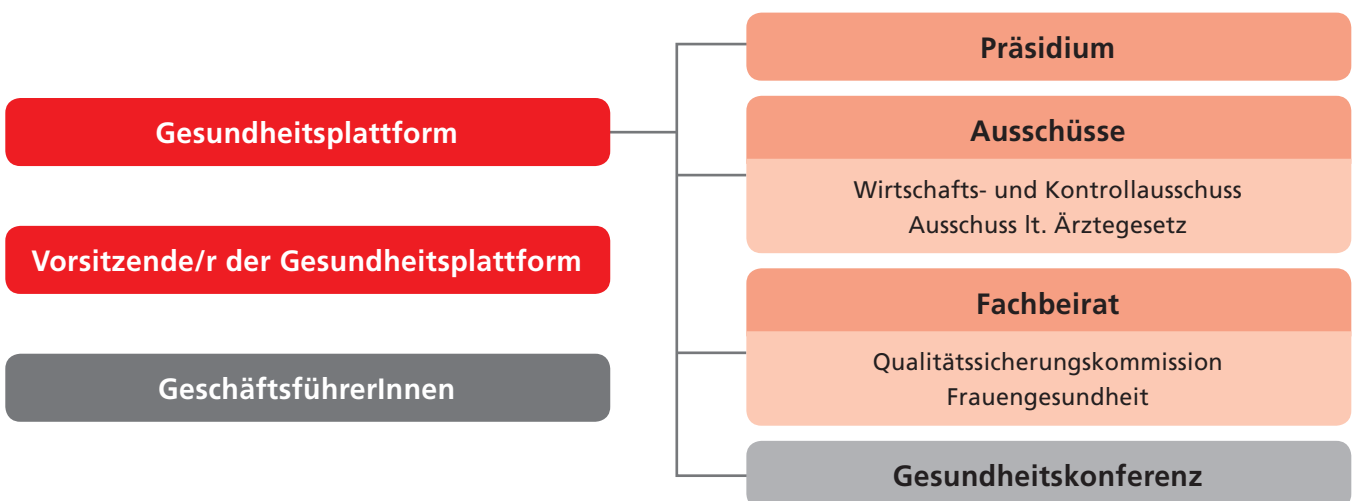 Gesundheitsplattform
Vorsitzende/r der Gesundheitsplattform
GeschäftsführerInnen
Präsidium
Ausschüsse
Wirtschafts- und Kontrollausschuss
Ausschuss lt. Ärztegesetz
Fachbeirat
Qualitätssicherungskommission
Frauengesundheit
Gesundheitskonferenz